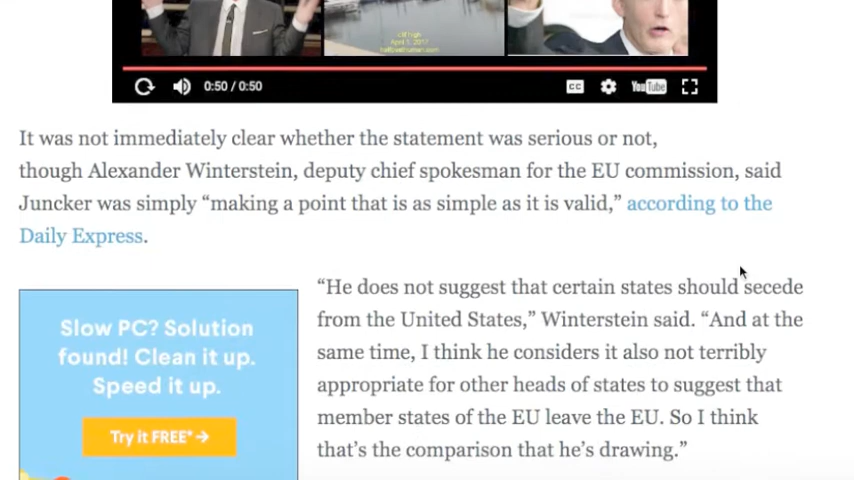 April 1, 2017
0:50 / 0:50
CC
YouTube
It was not immediately clear whether the statement was serious or not,
though Alexander Winterstein, deputy chief spokesman for the EU commission, said
Juncker was simply “making a point that is as simple as it is valid,” according to the
Daily Express.
“He does not suggest that certain states should secede
from the United States,” Winterstein said. “And at the
same time, I think he considers it also not terribly
appropriate for other heads of states to suggest that
member states of the EU leave the EU. So I think
that’s the comparison that he’s drawing.”
Slow PC? Solution
found! Clean it up.
Speed it up.
Try it FREE*→